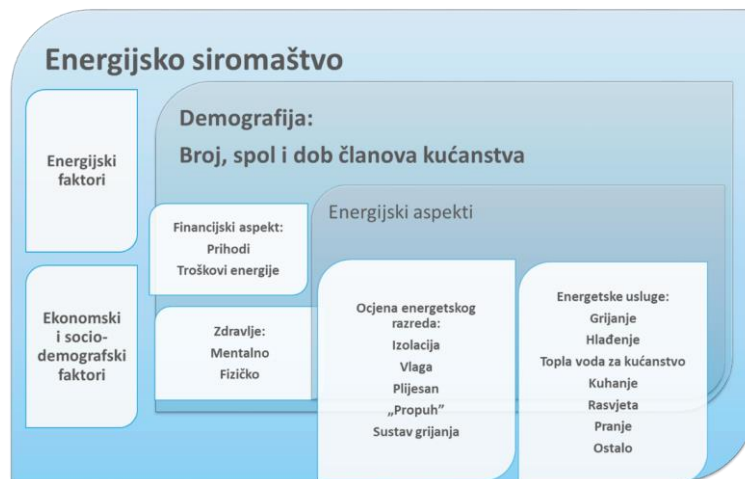 Energijsko siromaštvo
Energijski
faktori
Ekonomski
i socio-
demografski
faktori
Demografija:
Broj, spol i dob članova kućanstva
Financijski aspekt:
Prihodi
Troškovi energije
Zdravlje:
Mentalno
Fizičko
Energijski aspekti
Ocjena energetskog
razreda:
Izolacija
Vlaga
Plijesan
„Propuh”
Sustav grijanja
Energetske usluge:
Grijanje
Hlađenje
Topla voda za kućanstvo
Kuhanje
Rasvjeta
Pranje
Ostalo